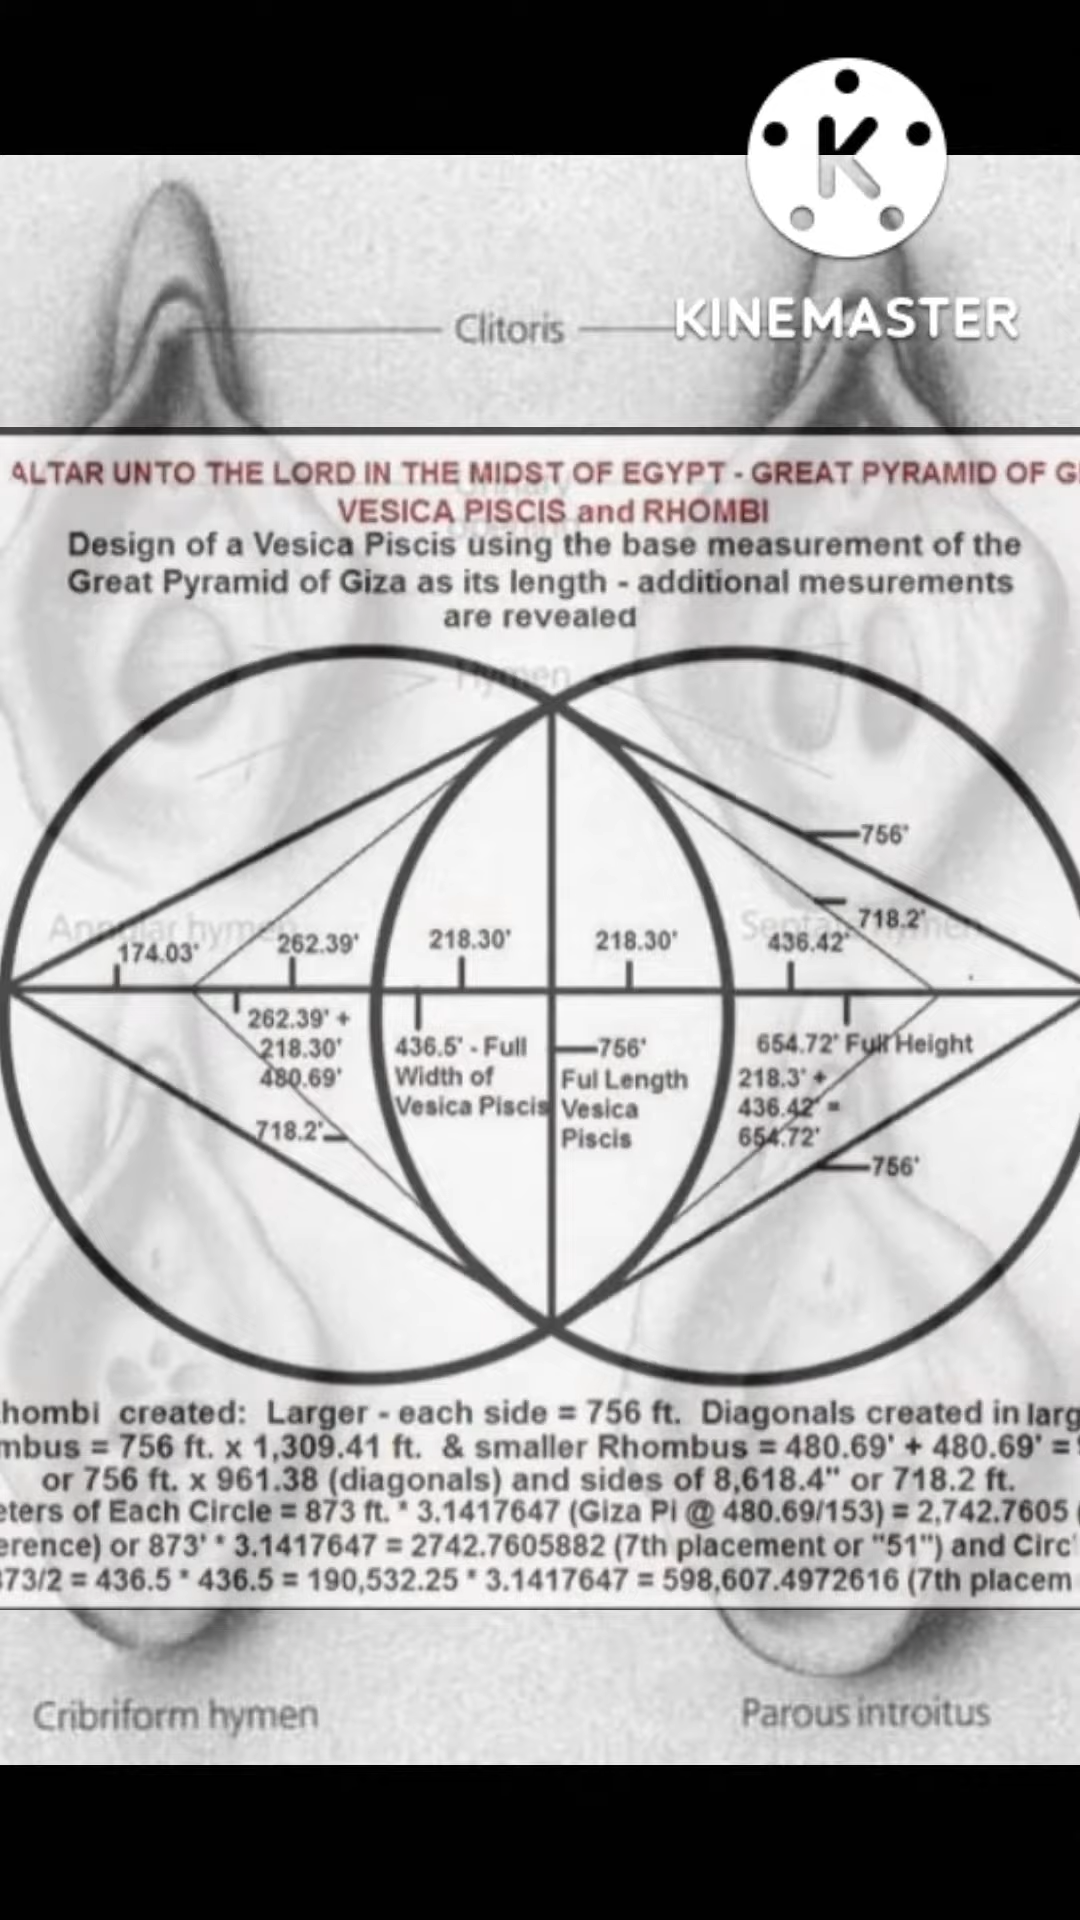 K
KINEMASTER
Clitoris
ALTAR UNTO THE LORD IN THE MIDST OF EGYPT - GREAT PYRAMID OF G
VESICA PISCIS and RHOMBI
Design of a Vesica Piscis using the base measurement of the
Great Pyramid of Giza as its length - additional mesurements
are revealed
Hymen
756'
718.2'
Annular hymen
Septate hymen
174.03'
262.39'
218.30'
218.30'
436.42'
262.39' +
218.30'
480.69'
718.2'
436.5' - Full
Width of
Vesica Piscis
756'
Ful Length
Vesica
Piscis
654.72' Full Height
218.3' +
436.42' =
654.72'
756'
hombi created: Larger - each side = 756 ft. Diagonals created in larg
mbus = 756 ft. x 1,309.41 ft. & smaller Rhombus = 480.69' + 480.69' =
or 756 ft. x 961.38 (diagonals) and sides of 8,618.4" or 718.2 ft.
eters of Each Circle = 873 ft. * 3.1417647 (Giza Pi @ 480.69/153) = 2,742.7605
erence) or 873' * 3.1417647 = 2742.7605882 (7th placement or "51") and Circ
373/2 = 436.5 * 436.5 = 190,532.25 * 3.1417647 = 598,607.4972616 (7th placem
Cribriform hymen
Parous introitus